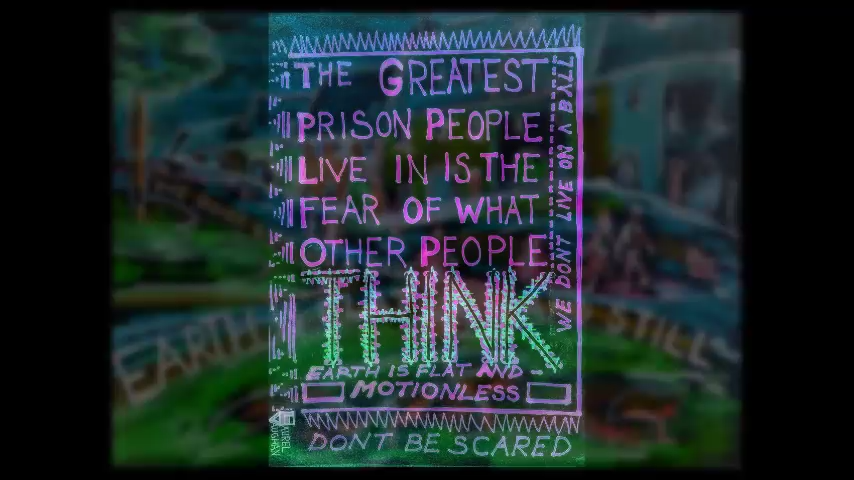 THE GREATEST
PRISON PEOPLE
LIVE IN IS THE
FEAR OF WHAT
OTHER PEOPLE
THINK
EARTH IS FLAT AND -
MOTIONLESS
DONT BE SCARED
WE DONT LIVE ON A BALL
EARTH
STILL